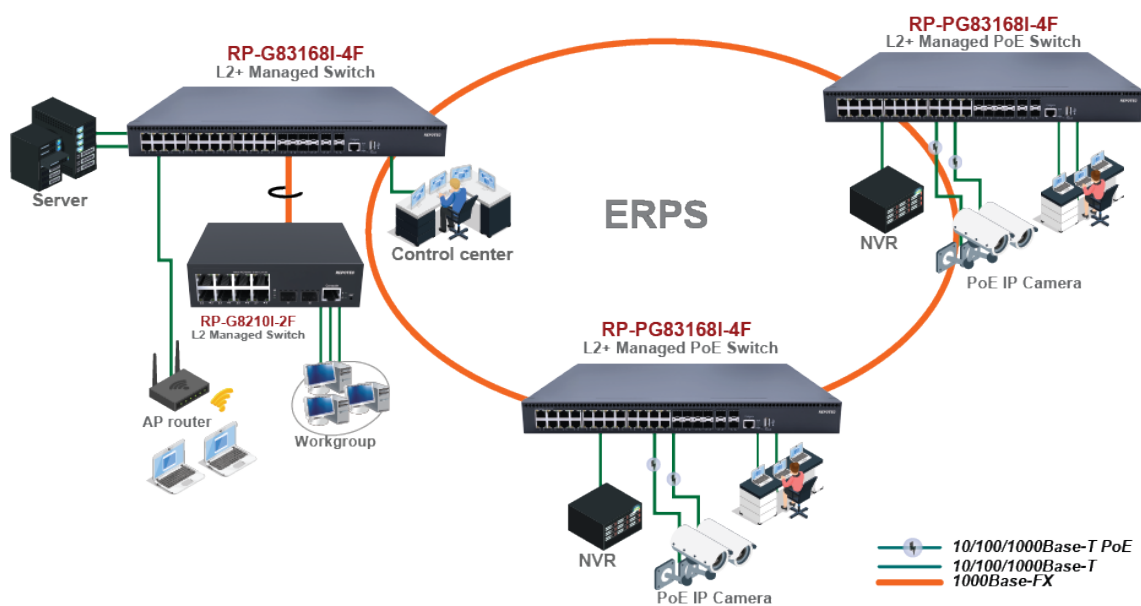 RP-G83168I-4F
L2+ Managed Switch
RP-PG83168I-4F
L2+ Managed PoE Switch
Server
Control center
ERPS
NVR
PoE IP Camera
REPOTEC
RP-G8210I-2F
L2 Managed Switch
AP router
Workgroup
RP-PG83168I-4F
L2+ Managed PoE Switch
NVR
PoE IP Camera
10/100/1000Base-T PoE
10/100/1000Base-T
1000Base-FX